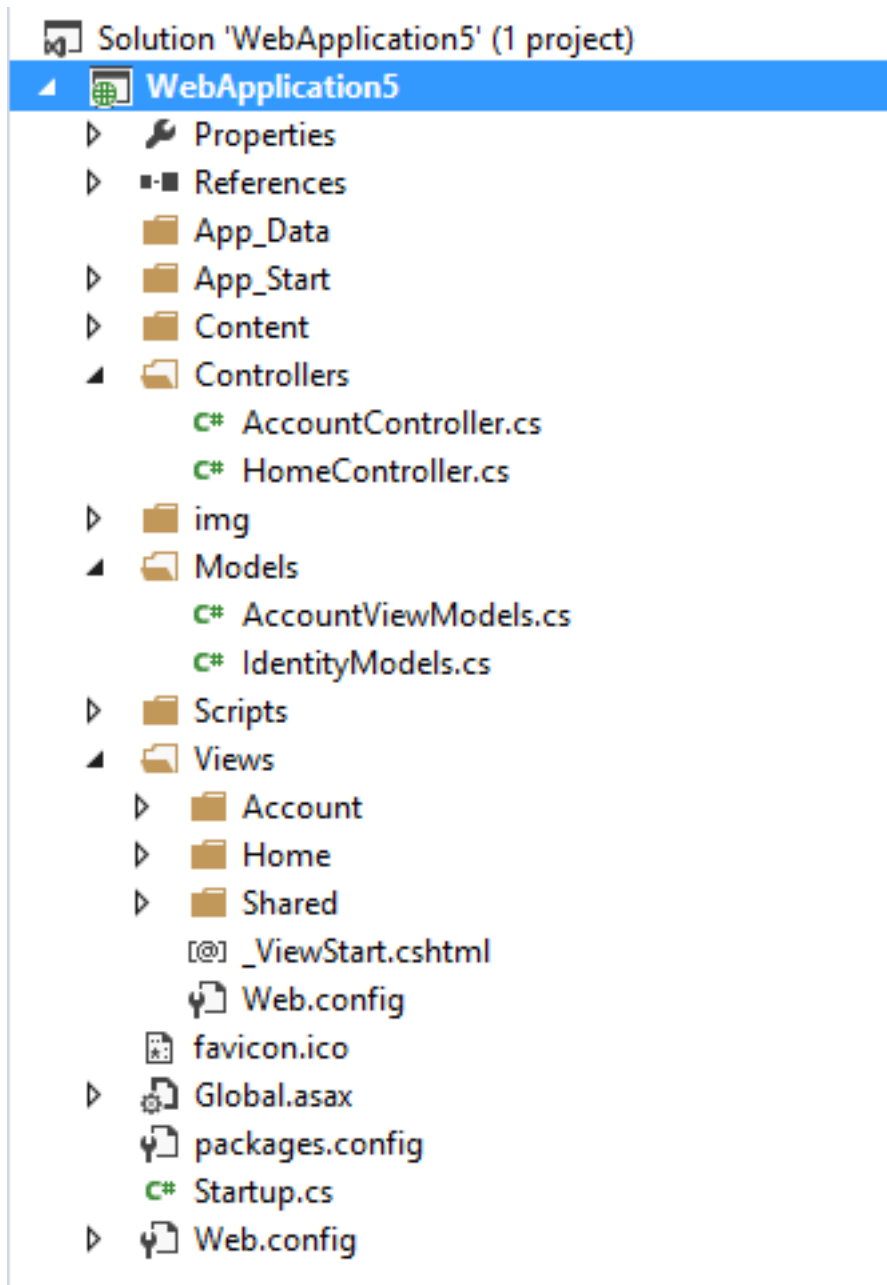 Solution 'WebApplication5' (1 project)
WebApplication5
Properties
References
App_Data
App_Start
Content
Controllers
C# AccountController.cs
C# HomeController.cs
img
Models
C# AccountViewModels.cs
C# IdentityModels.cs
Scripts
Views
Account
Home
Shared
[@] _ViewStart.cshtml
Web.config
favicon.ico
Global.asax
packages.config
C# Startup.cs
Web.config